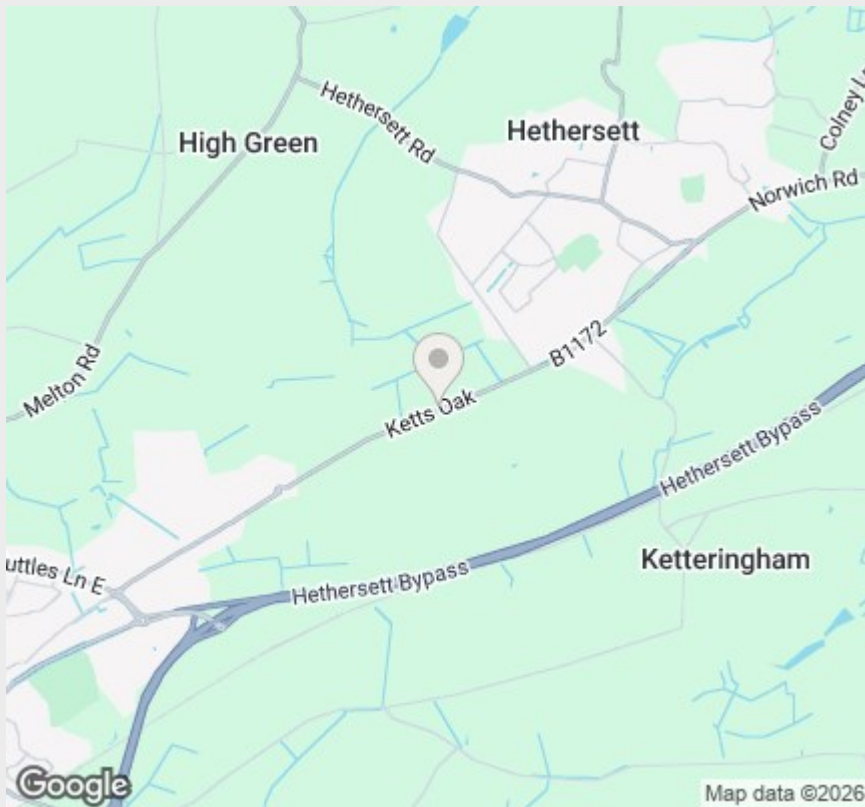 Hethersett Rd
Hethersett
High Green
Colney L
Norwich Rd
B1172
Melton Rd
Ketts Oak
Hethersett Bypass
Ketteringham
uttles Ln E
Hethersett Bypass
Google
Map data ©2026